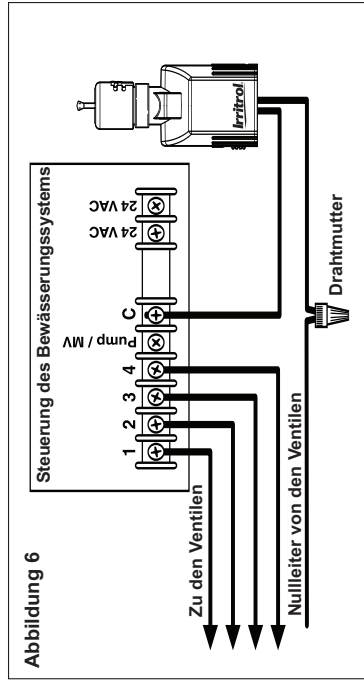 Abbildung 6
Steuerung des Bewässerungssystems
1
2
3
4
Pump / MV
C
24 VAC
24 VAC
Irritrol
Zu den Ventilen
Nullleiter von den Ventilen
Drahtmutter